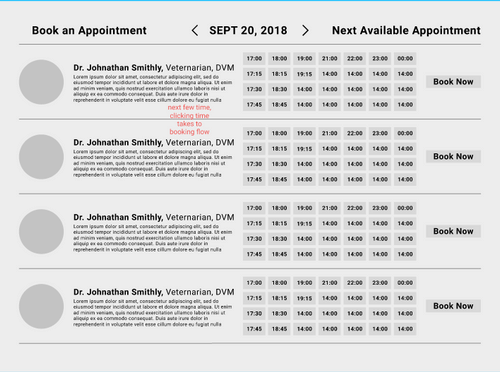 Book an Appointment
SEPT 20, 2018
Next Available Appointment
Dr. Johnathan Smithly, Veternarian, DVM
Lorem ipsum dolor sit amet, consectetur adipiscing elit, sed do
eiusmod tempor incididunt ut labore et dolore magna aliqua. Ut enim
ad minim veniam, quis nostrud exercitation ullamco laboris nisi ut
aliquip ex ea commodo consequat. Duis aute irure dolor in
reprehenderit in voluptate velit esse cillum dolore eu fugiat nulla
next few time,
clicking time
takes to
booking flow
17:00 18:00 19:00 21:00 22:00 23:00 00:00
17:15 18:15 19:15 14:00 14:00 14:00 14:00
17:30 18:30 14:00 14:00 14:00 14:00 14:00
17:45 18:45 14:00 14:00 14:00 14:00 14:00
Book Now
Dr. Johnathan Smithly, Veternarian, DVM
Lorem ipsum dolor sit amet, consectetur adipiscing elit, sed do
eiusmod tempor incididunt ut labore et dolore magna aliqua. Ut enim
ad minim veniam, quis nostrud exercitation ullamco laboris nisi ut
aliquip ex ea commodo consequat. Duis aute irure dolor in
reprehenderit in voluptate velit esse cillum dolore eu fugiat nulla
17:00 18:00 19:00 21:00 22:00 23:00 00:00
17:15 18:15 19:15 14:00 14:00 14:00 14:00
17:30 18:30 14:00 14:00 14:00 14:00 14:00
17:45 18:45 14:00 14:00 14:00 14:00 14:00
Book Now
Dr. Johnathan Smithly, Veternarian, DVM
Lorem ipsum dolor sit amet, consectetur adipiscing elit, sed do
eiusmod tempor incididunt ut labore et dolore magna aliqua. Ut enim
ad minim veniam, quis nostrud exercitation ullamco laboris nisi ut
aliquip ex ea commodo consequat. Duis aute irure dolor in
reprehenderit in voluptate velit esse cillum dolore eu fugiat nulla
17:00 18:00 19:00 21:00 22:00 23:00 00:00
17:15 18:15 19:15 14:00 14:00 14:00 14:00
17:30 18:30 14:00 14:00 14:00 14:00 14:00
17:45 18:45 14:00 14:00 14:00 14:00 14:00
Book Now
Dr. Johnathan Smithly, Veternarian, DVM
Lorem ipsum dolor sit amet, consectetur adipiscing elit, sed do
eiusmod tempor incididunt ut labore et dolore magna aliqua. Ut enim
ad minim veniam, quis nostrud exercitation ullamco laboris nisi ut
aliquip ex ea commodo consequat. Duis aute irure dolor in
reprehenderit in voluptate velit esse cillum dolore eu fugiat nulla
17:00 18:00 19:00 21:00 22:00 23:00 00:00
17:15 18:15 19:15 14:00 14:00 14:00 14:00
17:30 18:30 14:00 14:00 14:00 14:00 14:00
17:45 18:45 14:00 14:00 14:00 14:00 14:00
Book Now